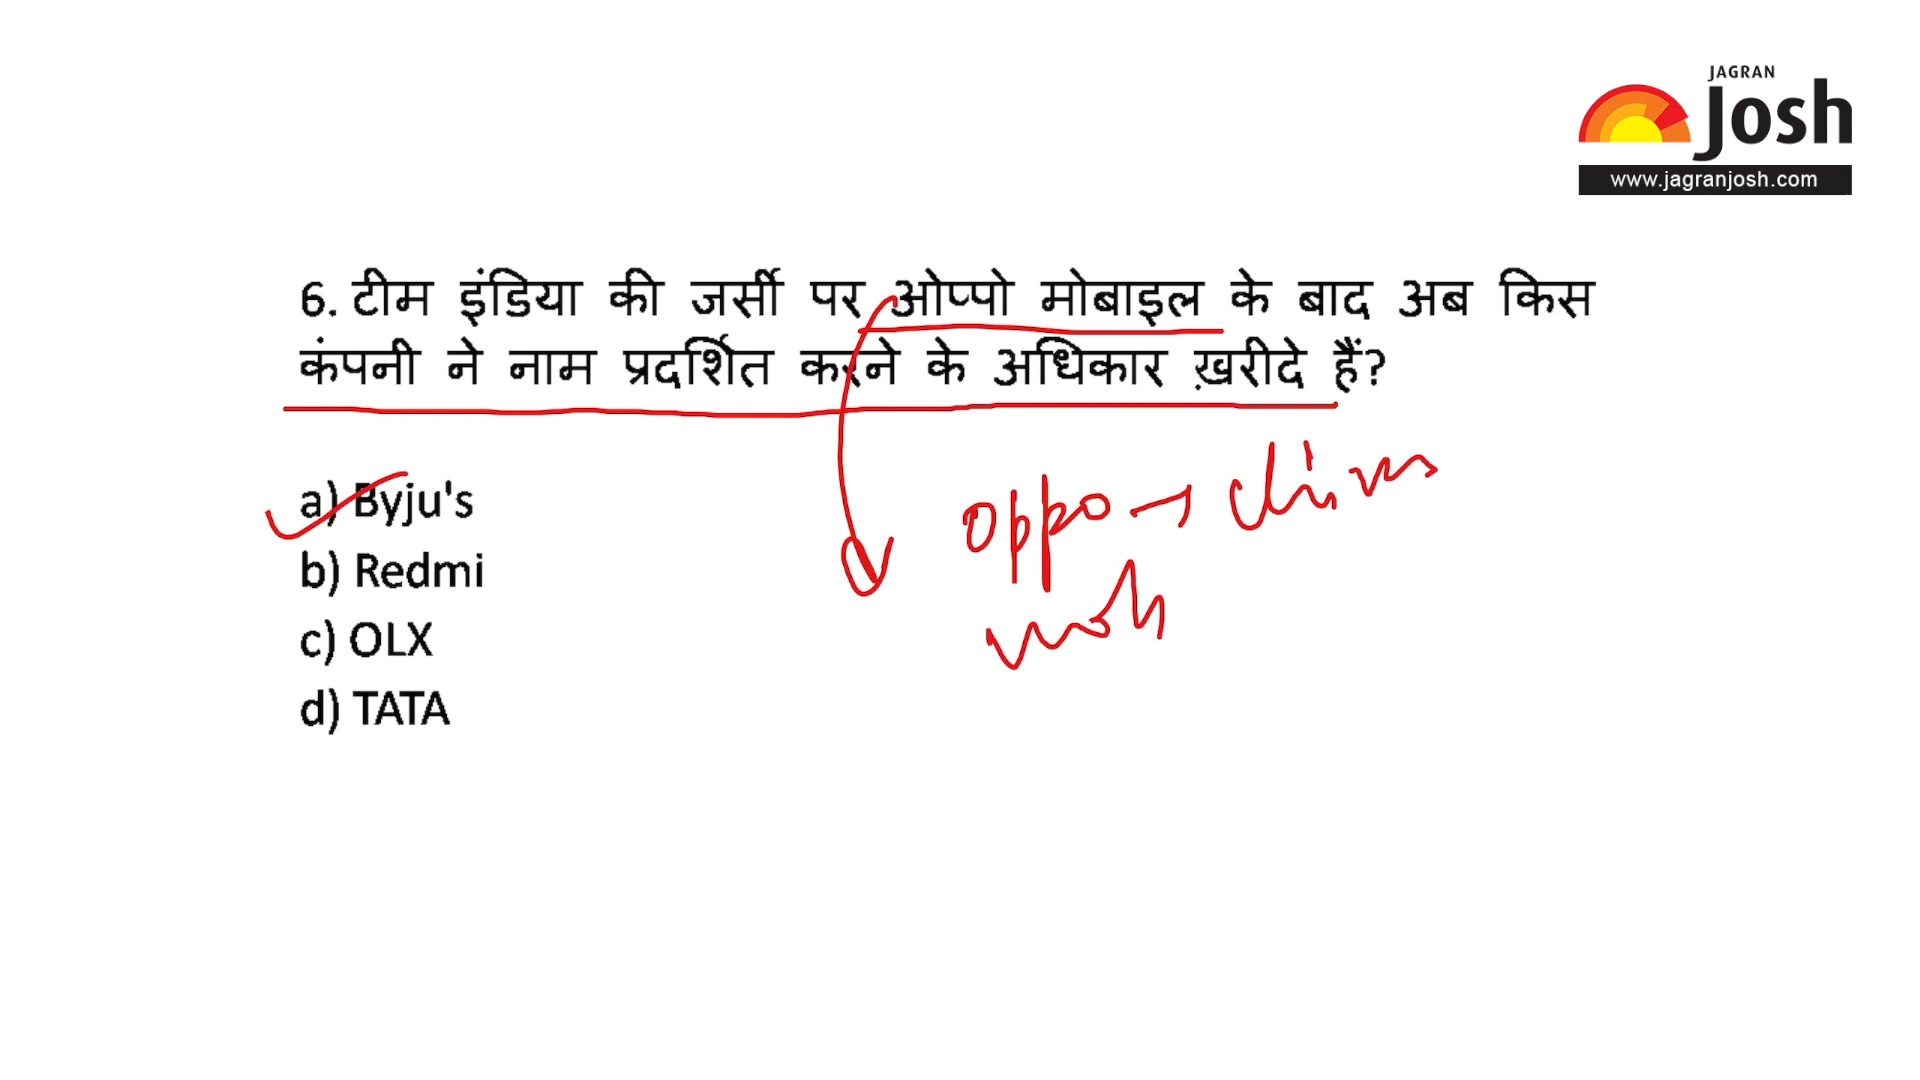 JAGRAN
Josh
www.jagranjosh.com
6. टीम इंडिया की जर्सी पर ओप्पो मोबाइल के बाद अब किस
कंपनी ने नाम प्रदर्शित करने के अधिकार ख़रीदे हैं?
a) Byju's
oppo → china
b) Redmi
c) OLX
d) TATA